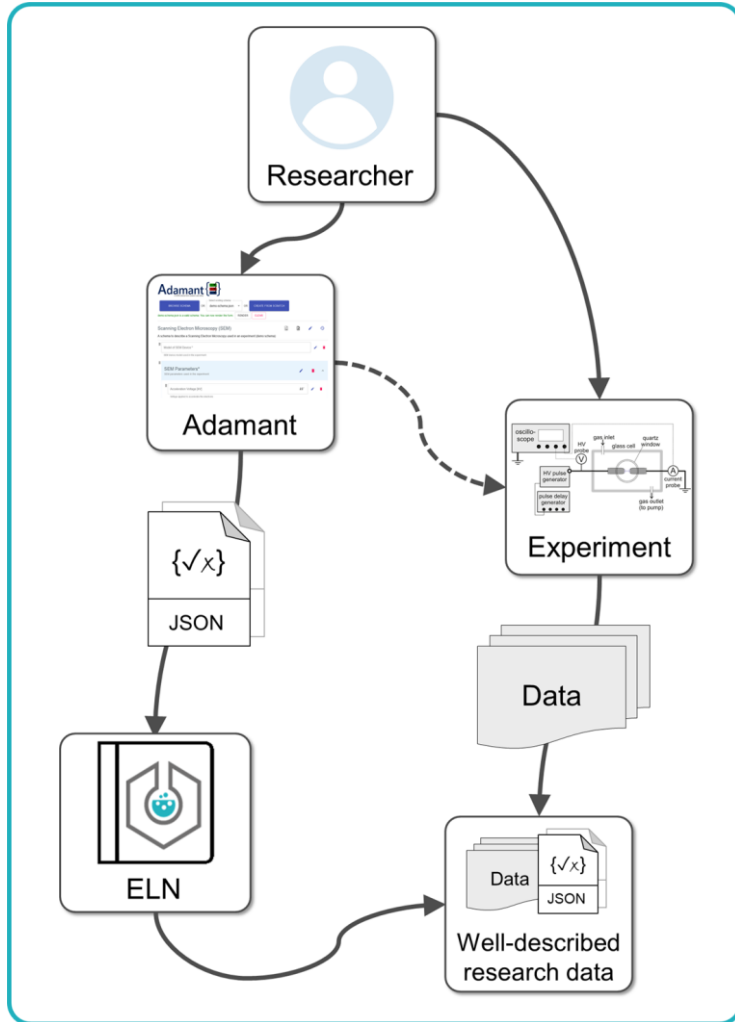 Researcher
Adamant
Scanning Electron Microscopy (SEM)
SEM Parameters*
Adamant
oscillo-
scope
HV
probe
gas inlet
glass cell
quartz
window
HV pulse
generator
pulse delay
generator
V
A
current
probe
gas outlet
(to pump)
Experiment
{√x}
JSON
Data
ELN
Data
{√x}
JSON
Well-described
research data